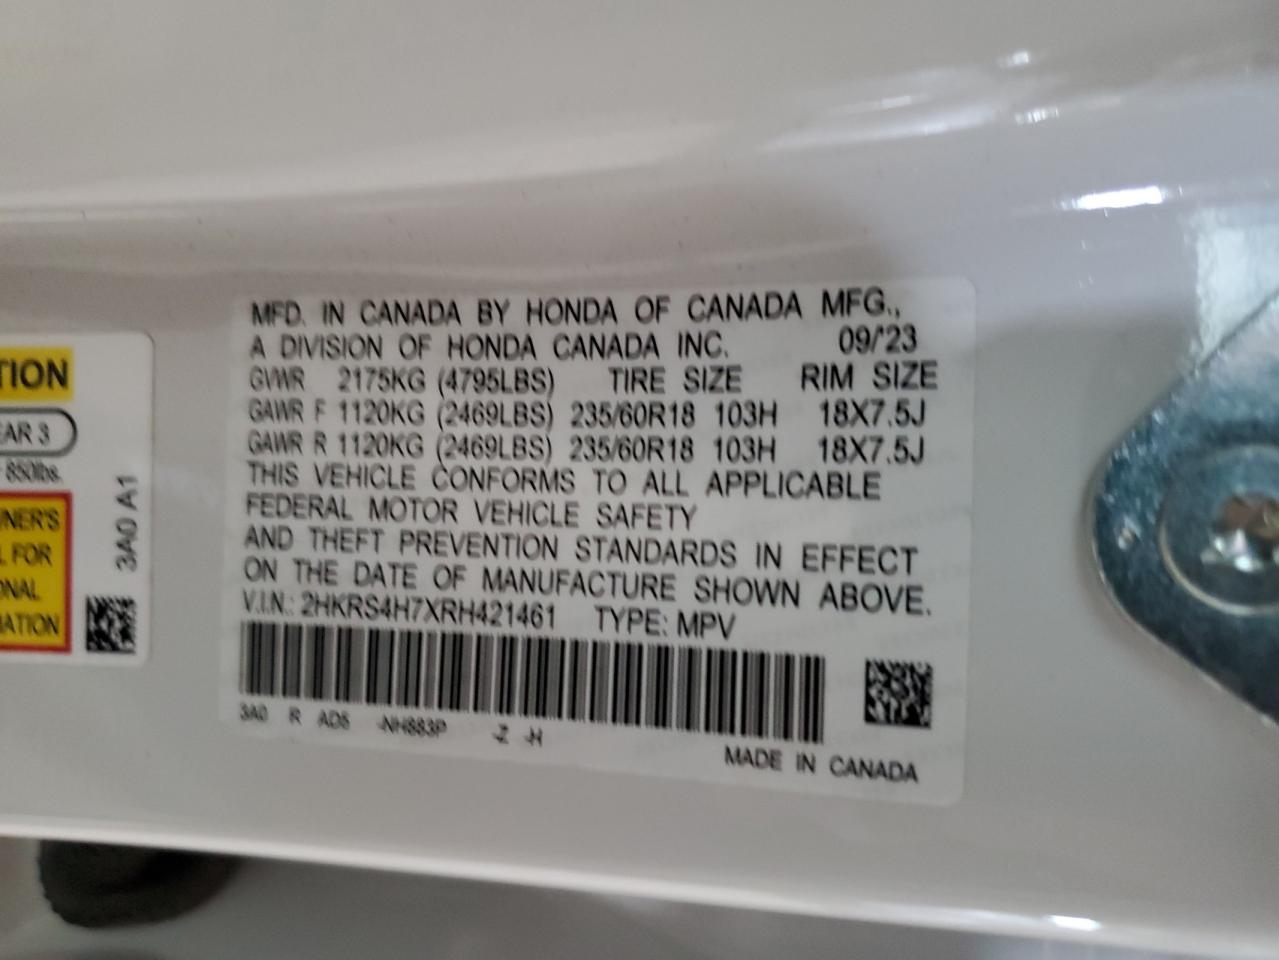 MFD. IN CANADA BY HONDA OF CANADA MFG.,
A DIVISION OF HONDA CANADA INC. 09/'23
GVWR 2175KG (4795LBS) TIRE SIZE RIM SIZE
GAWR F 1120KG (2469LBS) 235/60R18 103H 18X7.5J
GAWR R 1120KG (2469LBS) 235/60R18 103H 18X7.5J
THIS VEHICLE CONFORMS TO ALL APPLICABLE
FEDERAL MOTOR VEHICLE SAFETY
AND THEFT PREVENTION STANDARDS IN EFFECT
ON THE DATE OF MANUFACTURE SHOWN ABOVE.
V.I.N.: 2HKRS4H7XRH421461 TYPE: MPV
3A0 R AD5 -NH883P -Z -H
MADE IN CANADA
TION
EAR 3
850lbs.
NER'S
L FOR
ONAL
MATION
3A0 A1